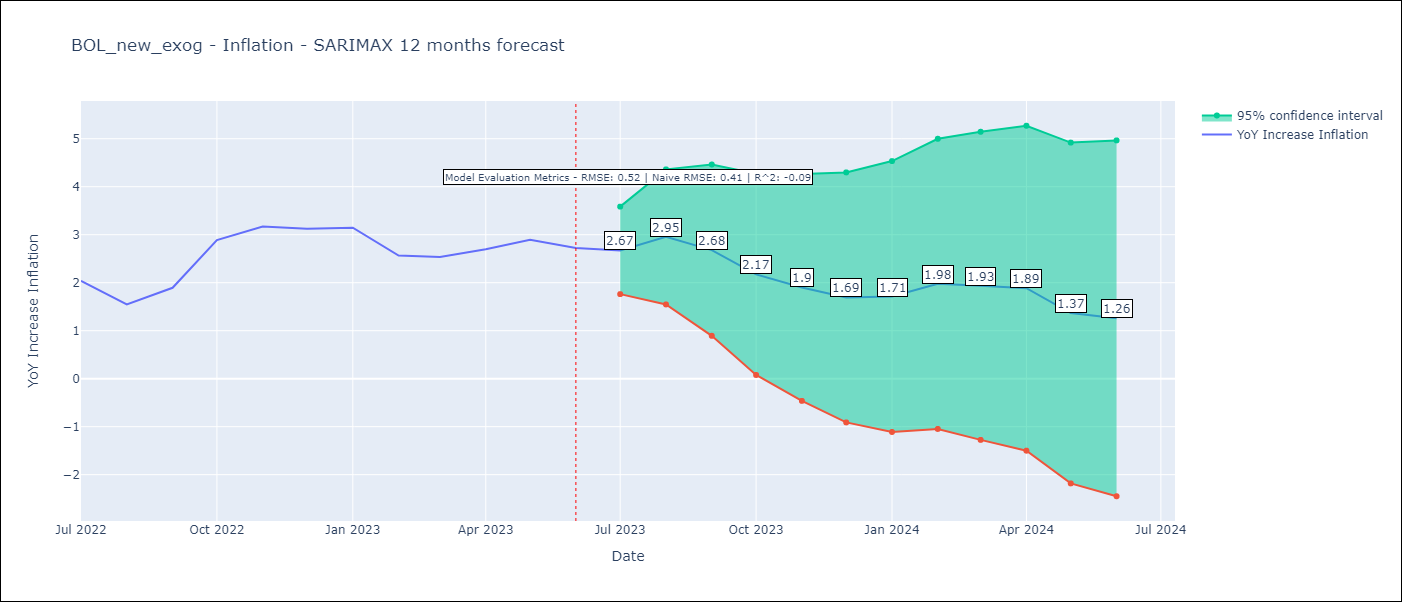 BOL_new_exog - Inflation - SARIMAX 12 months forecast
95% confidence interval
YoY Increase Inflation
Model Evaluation Metrics - RMSE: 0.52 | Naive RMSE: 0.41 | R^2: -0.09
YoY Increase Inflation
5
4
3
2
1
0
−1
−2
2.67
2.95
2.68
2.17
1.9
1.69
1.71
1.98
1.93
1.89
1.37
1.26
Jul 2022
Oct 2022
Jan 2023
Apr 2023
Jul 2023
Oct 2023
Jan 2024
Apr 2024
Jul 2024
Date